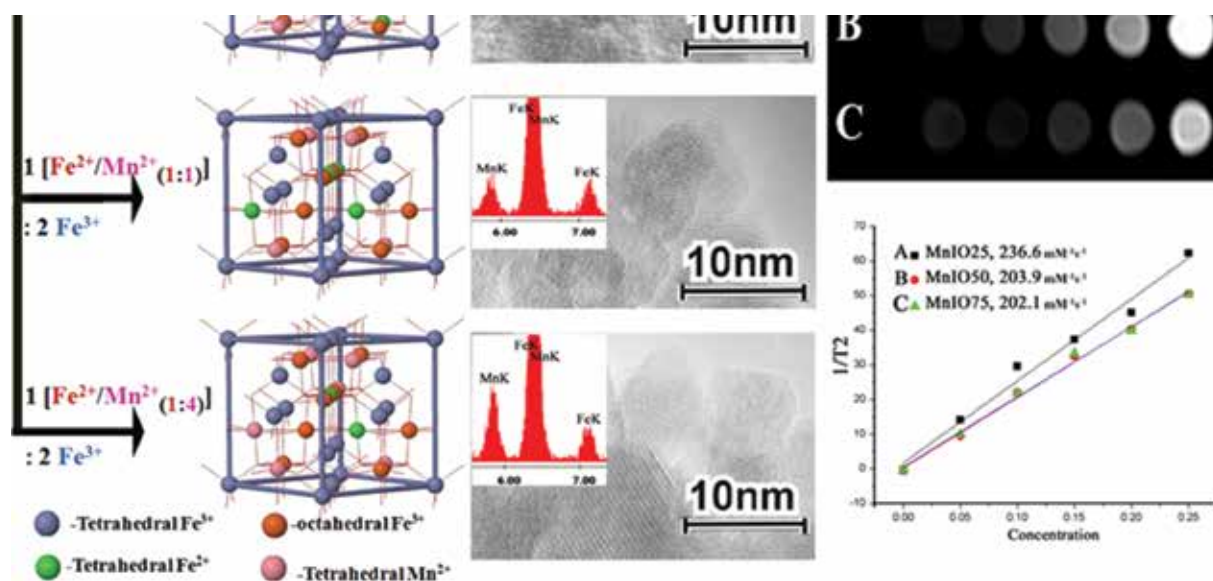 10nm
1 [Fe²⁺/Mn²⁺ (1:1)]
: 2 Fe³⁺
FeK
MnK
MnK
FeK
6.00 7.00
10nm
1 [Fe²⁺/Mn²⁺ (1:4)]
: 2 Fe³⁺
FeK
MnK
MnK
FeK
6.00 7.00
10nm
-Tetrahedral Fe³⁺
-octahedral Fe³⁺
-Tetrahedral Fe²⁺
-Tetrahedral Mn²⁺
B
C
A MnIO25, 236.6 mM⁻¹s⁻¹
B MnIO50, 203.9 mM⁻¹s⁻¹
C MnIO75, 202.1 mM⁻¹s⁻¹
1/T2
70
60
50
40
30
20
10
0
-10
0.00 0.05 0.10 0.15 0.20 0.25
Concentration